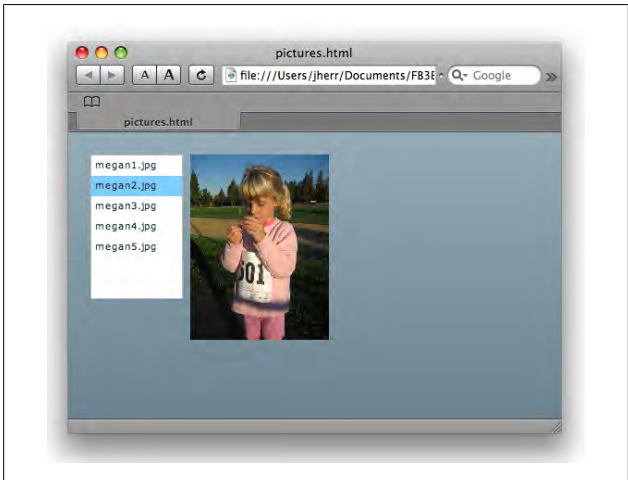 pictures.html
A A C file:///Users/jherr/Documents/FB3E Q Google
pictures.html
megan1.jpg
megan2.jpg
megan3.jpg
megan4.jpg
megan5.jpg
501